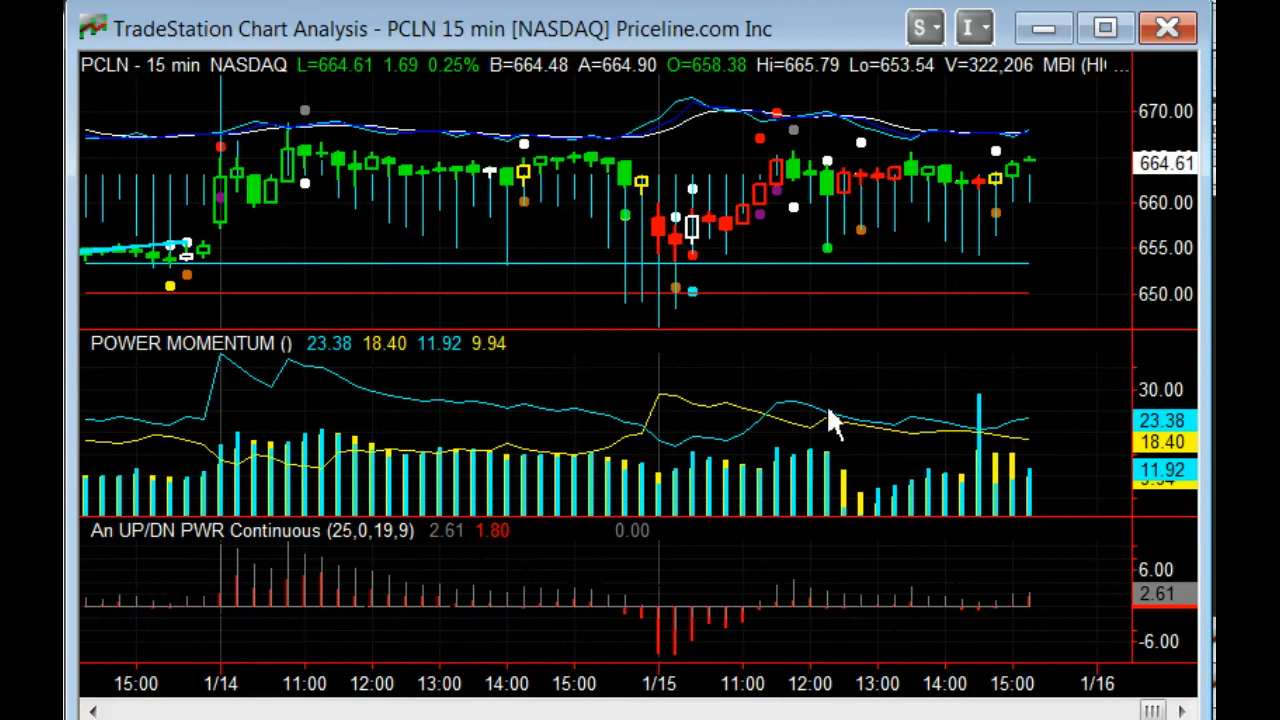 TradeStation Chart Analysis - PCLN 15 min [NASDAQ] Priceline.com Inc
S I
PCLN - 15 min NASDAQ L=664.61 1.69 0.25% B=664.48 A=664.90 O=658.38 Hi=665.79 Lo=653.54 V=322,206 MBI (HI( ...
670.00
664.61
660.00
655.00
650.00
POWER MOMENTUM () 23.38 18.40 11.92 9.94
30.00
23.38
18.40
11.92
An UP/DN PWR Continuous (25,0,19,9) 2.61 1.80 0.00
6.00
2.61
-6.00
15:00 1/14 11:00 12:00 13:00 14:00 15:00 1/15 11:00 12:00 13:00 14:00 15:00 1/16